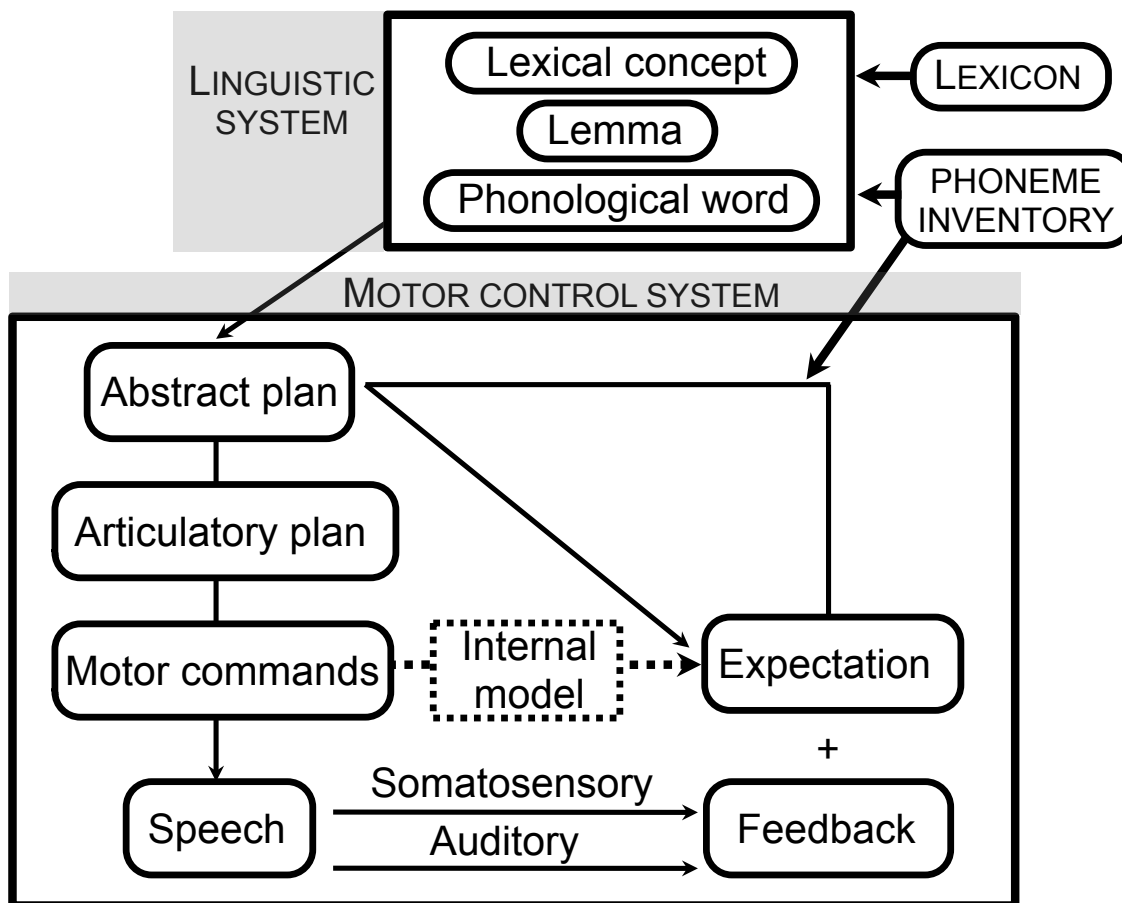 Lexical concept
LEXICON
LINGUISTIC
SYSTEM
Lemma
Phonological word
PHONEME
INVENTORY
MOTOR CONTROL SYSTEM
Abstract plan
Articulatory plan
Motor commands
Internal
model
Expectation
+
Somatosensory
Speech
Auditory
Feedback